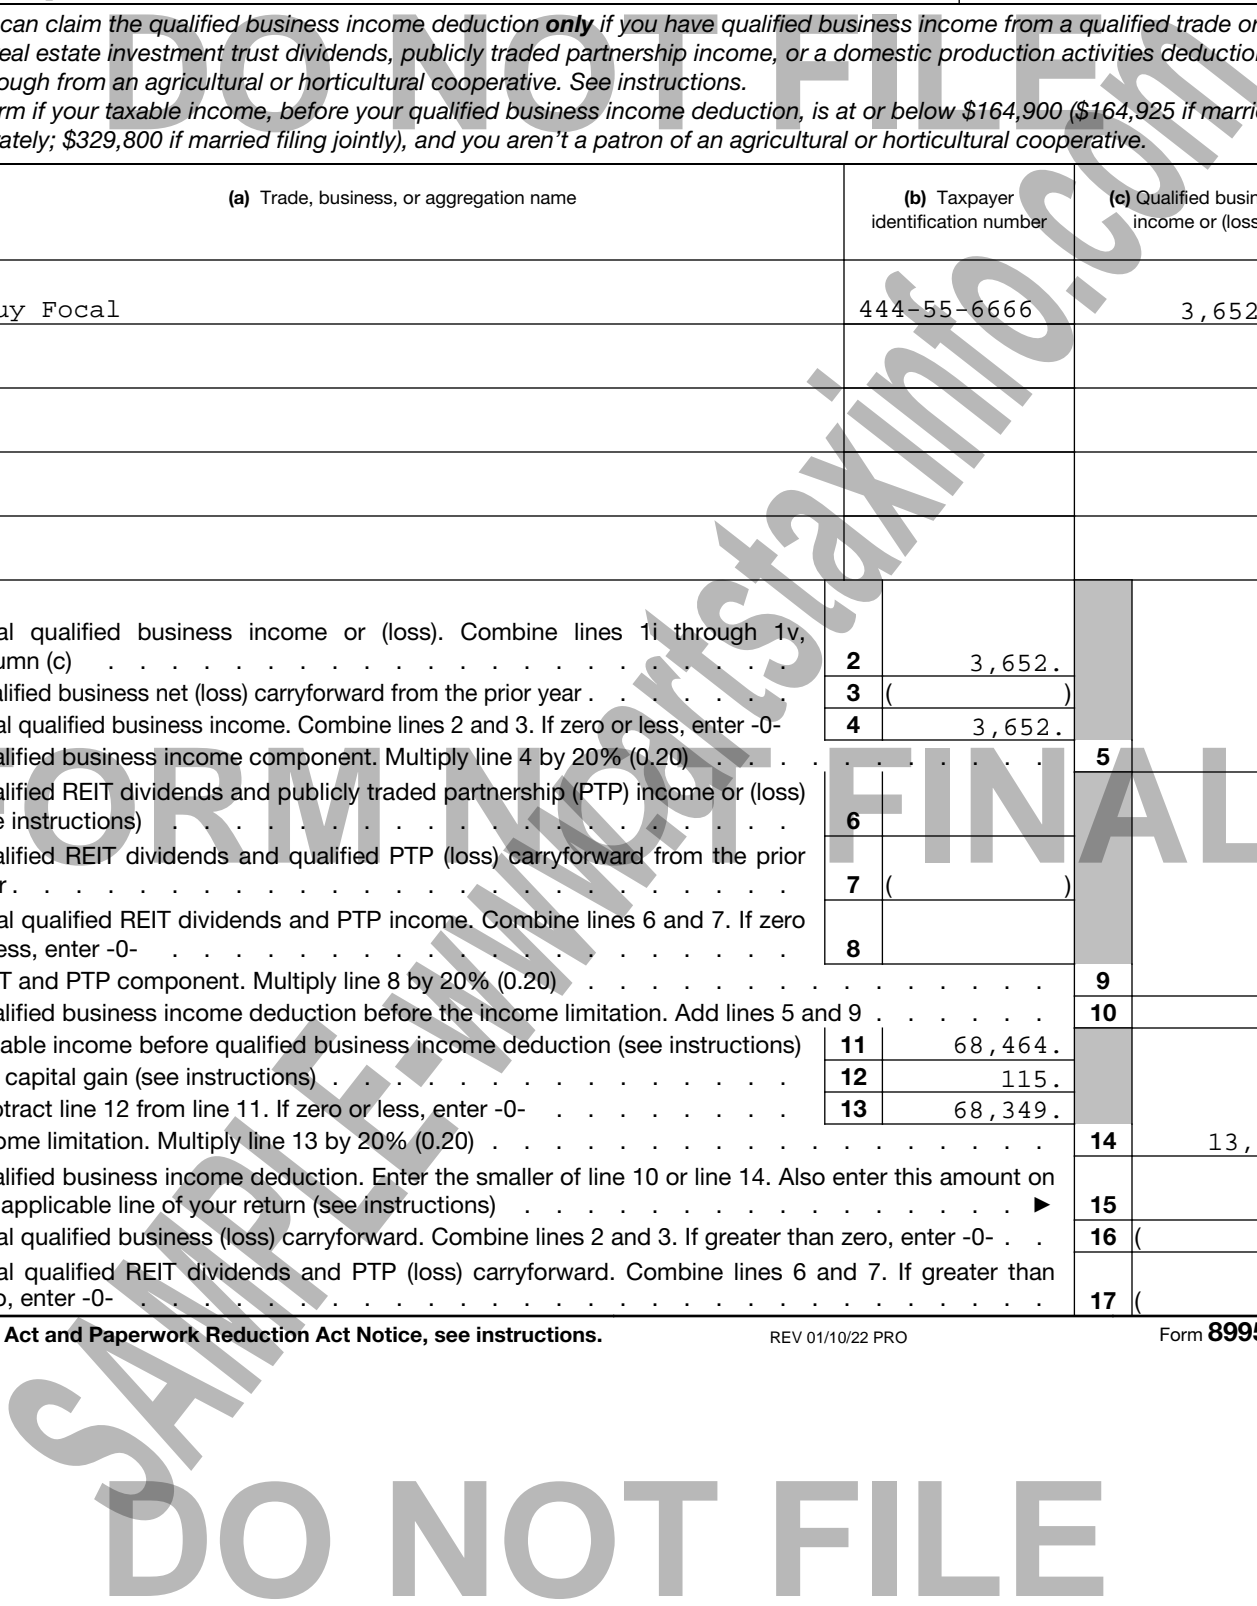 can claim the qualified business income deduction only if you have qualified business income from a qualified trade or
eal estate investment trust dividends, publicly traded partnership income, or a domestic production activities deduction
ough from an agricultural or horticultural cooperative. See instructions.
rm if your taxable income, before your qualified business income deduction, is at or below $164,900 ($164,925 if marrie
ately; $329,800 if married filing jointly), and you aren't a patron of an agricultural or horticultural cooperative.
DO NOT FILE
(a) Trade, business, or aggregation name
(b) Taxpayer
identification number
(c) Qualified busin
income or (loss
uy Focal 444-55-6666 3,652
al qualified business income or (loss). Combine lines 1i through 1v,
umn (c) . . . . . . . . . . . . . . . . . . . . . . 2 3,652.
alified business net (loss) carryforward from the prior year . . . . . . . 3 ( )
al qualified business income. Combine lines 2 and 3. If zero or less, enter -0- 4 3,652.
alified business income component. Multiply line 4 by 20% (0.20) . . . . . . . . . . . 5
alified REIT dividends and publicly traded partnership (PTP) income or (loss)
e instructions) . . . . . . . . . . . . . . . . . . . . 6
alified REIT dividends and qualified PTP (loss) carryforward from the prior
r . . . . . . . . . . . . . . . . . . . . . . . . . 7 ( )
al qualified REIT dividends and PTP income. Combine lines 6 and 7. If zero
ess, enter -0- . . . . . . . . . . . . . . . . . . . . 8
T and PTP component. Multiply line 8 by 20% (0.20) . . . . . . . . . . . . . . . 9
alified business income deduction before the income limitation. Add lines 5 and 9 . . . . . . 10
able income before qualified business income deduction (see instructions) 11 68,464.
capital gain (see instructions) . . . . . . . . . . . . . . . 12 115.
tract line 12 from line 11. If zero or less, enter -0- . . . . . . . . 13 68,349.
ome limitation. Multiply line 13 by 20% (0.20) . . . . . . . . . . . . . . . . . . 14 13,
alified business income deduction. Enter the smaller of line 10 or line 14. Also enter this amount on
applicable line of your return (see instructions) . . . . . . . . . . . . . . . . ► 15
al qualified business (loss) carryforward. Combine lines 2 and 3. If greater than zero, enter -0- . . 16 (
al qualified REIT dividends and PTP (loss) carryforward. Combine lines 6 and 7. If greater than
o, enter -0- . . . . . . . . . . . . . . . . . . . . . . . . . . . . . 17 (
Act and Paperwork Reduction Act Notice, see instructions. REV 01/10/22 PRO Form 8995
FORM NOT FINAL
SAMPLE-www.partstaxinfo.com
DO NOT FILE